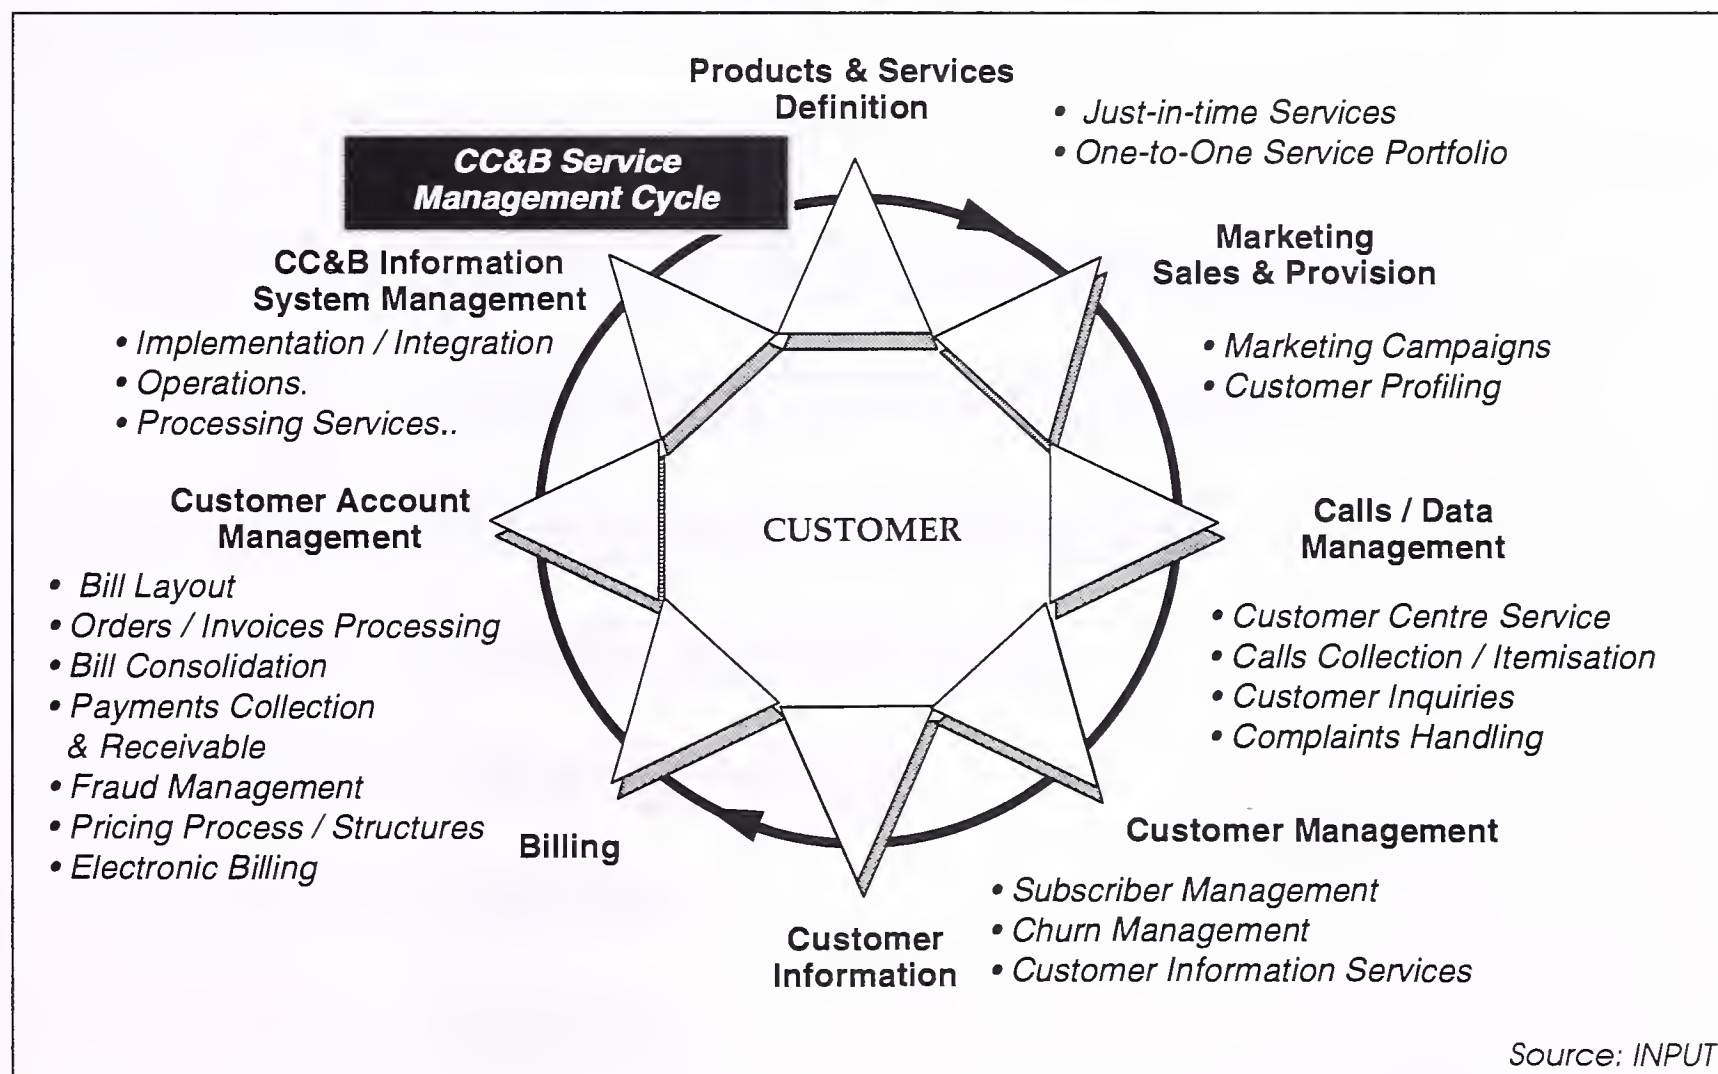 Products & Services
Definition
• Just-in-time Services
• One-to-One Service Portfolio
CC&B Service
Management Cycle
Marketing
Sales & Provision
• Marketing Campaigns
• Customer Profiling
CC&B Information
System Management
• Implementation / Integration
• Operations.
• Processing Services..
CUSTOMER
Calls / Data
Management
• Customer Centre Service
• Calls Collection / Itemisation
• Customer Inquiries
• Complaints Handling
Customer Account
Management
• Bill Layout
• Orders / Invoices Processing
• Bill Consolidation
• Payments Collection
& Receivable
• Fraud Management
• Pricing Process / Structures
• Electronic Billing
Billing
Customer Management
• Subscriber Management
• Churn Management
• Customer Information Services
Customer
Information
Source: INPUT